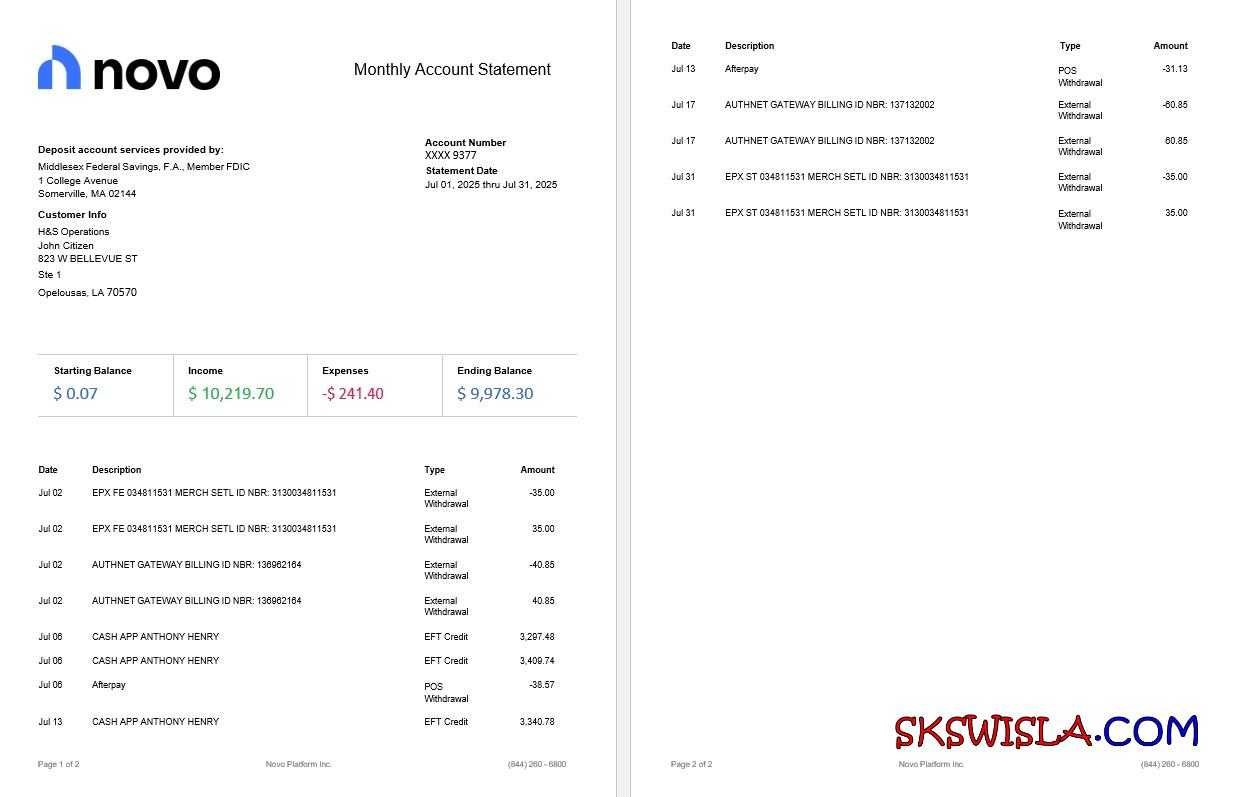 novo
Monthly Account Statement
Deposit account services provided by:
Middlesex Federal Savings, F.A., Member FDIC
1 College Avenue
Somerville, MA 02144
Account Number
XXXX 9377
Statement Date
Jul 01, 2025 thru Jul 31, 2025
Customer Info
H&S Operations
John Citizen
823 W BELLEVUE ST
Ste 1
Opelousas, LA 70570
Starting Balance Income Expenses Ending Balance
$ 0.07 $ 10,219.70 -$ 241.40 $ 9,978.30
Date Description Type Amount
Jul 02 EPX FE 034811531 MERCH SETL ID NBR: 3130034811531 External -35.00
Withdrawal
Jul 02 EPX FE 034811531 MERCH SETL ID NBR: 3130034811531 External 35.00
Withdrawal
Jul 02 AUTHNET GATEWAY BILLING ID NBR: 136962164 External -40.85
Withdrawal
Jul 02 AUTHNET GATEWAY BILLING ID NBR: 136962164 External 40.85
Withdrawal
Jul 06 CASH APP ANTHONY HENRY EFT Credit 3,297.48
Jul 06 CASH APP ANTHONY HENRY EFT Credit 3,409.74
Jul 06 Afterpay POS -38.57
Withdrawal
Jul 13 CASH APP ANTHONY HENRY EFT Credit 3,340.78
Page 1 of 2 Novo Platform Inc. (844) 260 - 6800
Date Description Type Amount
Jul 13 Afterpay POS -31.13
Withdrawal
Jul 17 AUTHNET GATEWAY BILLING ID NBR: 137132002 External -60.85
Withdrawal
Jul 17 AUTHNET GATEWAY BILLING ID NBR: 137132002 External 60.85
Withdrawal
Jul 31 EPX ST 034811531 MERCH SETL ID NBR: 3130034811531 External -35.00
Withdrawal
Jul 31 EPX ST 034811531 MERCH SETL ID NBR: 3130034811531 External 35.00
Withdrawal
SKSWISLA.COM
Page 2 of 2 Novo Platform Inc. (844) 260 - 6800